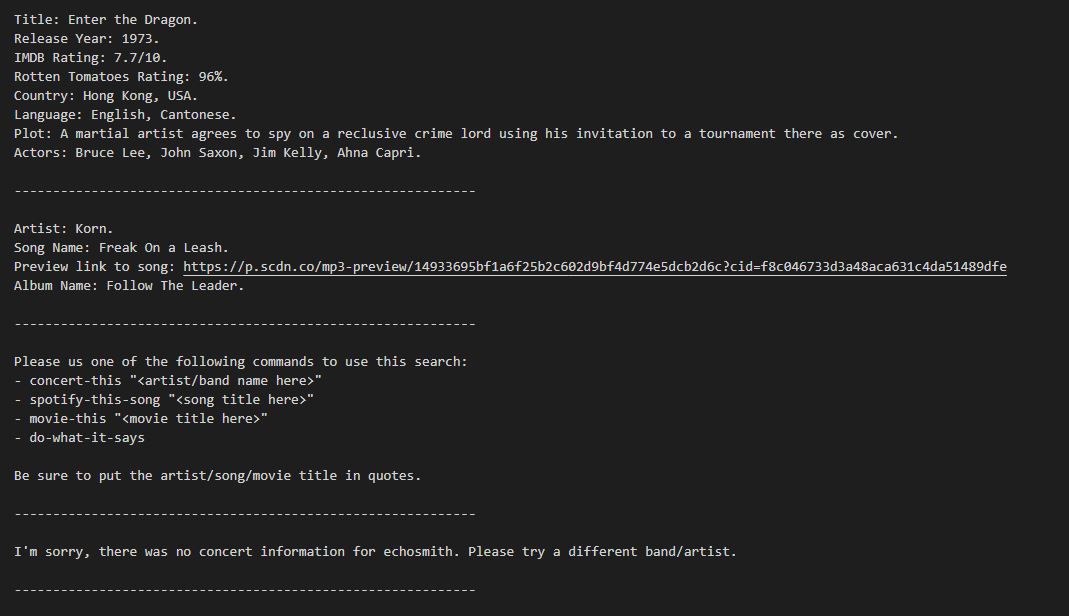 Title: Enter the Dragon.
Release Year: 1973.
IMDB Rating: 7.7/10.
Rotten Tomatoes Rating: 96%.
Country: Hong Kong, USA.
Language: English, Cantonese.
Plot: A martial artist agrees to spy on a reclusive crime lord using his invitation to a tournament there as cover.
Actors: Bruce Lee, John Saxon, Jim Kelly, Ahna Capri.
------------------------------------------------------------
Artist: Korn.
Song Name: Freak On a Leash.
Preview link to song: https://p.scdn.co/mp3-preview/14933695bf1a6f25b2c602d9bf4d774e5dcb2d6c?cid=f8c046733d3a48aca631c4da51489dfe
Album Name: Follow The Leader.
------------------------------------------------------------
Please us one of the following commands to use this search:
- concert-this "<artist/band name here>"
- spotify-this-song "<song title here>"
- movie-this "<movie title here>"
- do-what-it-says
Be sure to put the artist/song/movie title in quotes.
------------------------------------------------------------
I'm sorry, there was no concert information for echosmith. Please try a different band/artist.
------------------------------------------------------------